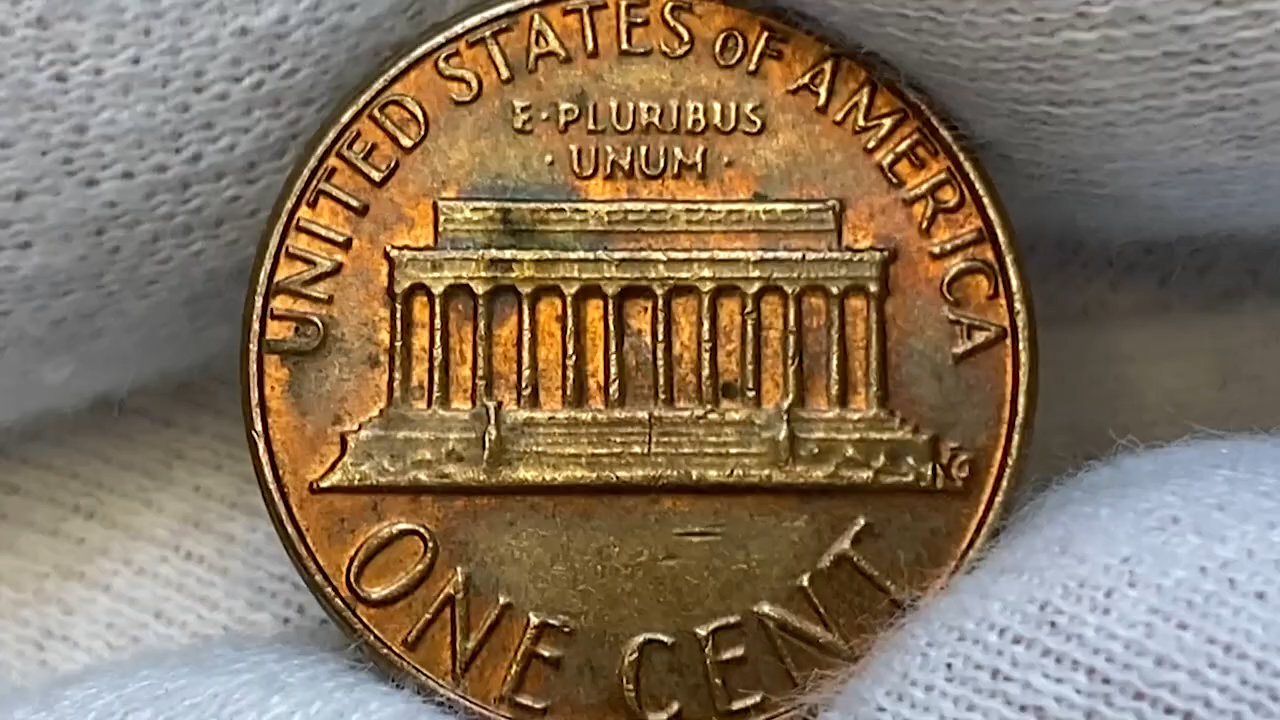 UNITED STATES OF AMERICA
E·PLURIBUS
·UNUM·
ONE CENT